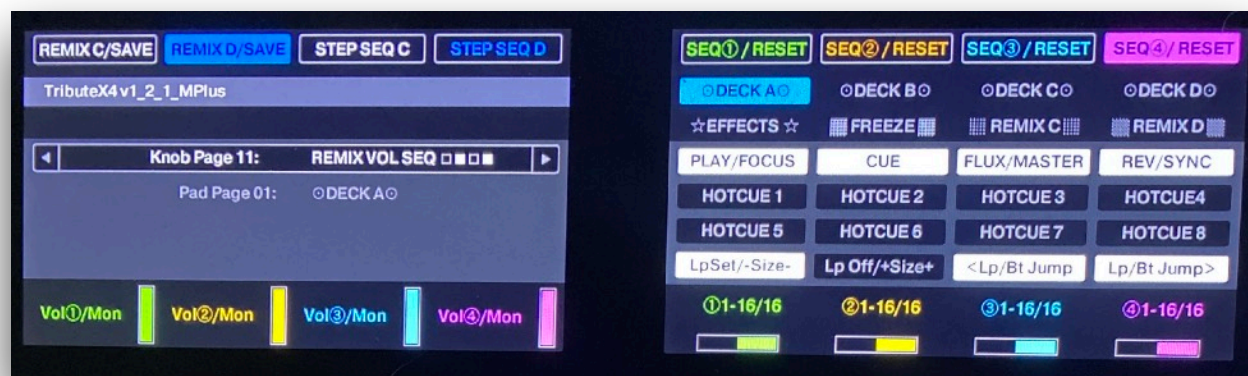 REMIX C/SAVE REMIX D/SAVE STEP SEQ C STEP SEQ D
TributeX4v1_2_1_MPlus
Knob Page 11: REMIX VOL SEQ □■□■
Pad Page 01: ⊙DECK A⊙
Vol①/Mon Vol②/Mon Vol③/Mon Vol④/Mon
SEQ①/RESET SEQ②/RESET SEQ③/RESET SEQ④/RESET
⊙DECK A⊙ ⊙DECK B⊙ ⊙DECK C⊙ ⊙DECK D⊙
☆EFFECTS☆ ▦FREEZE▦ ▦REMIX C▦ ▦REMIX D▦
PLAY/FOCUS CUE FLUX/MASTER REV/SYNC
HOTCUE 1 HOTCUE 2 HOTCUE 3 HOTCUE4
HOTCUE 5 HOTCUE 6 HOTCUE 7 HOTCUE 8
LpSet/-Size- Lp Off/+Size+ <Lp/Bt Jump Lp/Bt Jump>
①1-16/16 ②1-16/16 ③1-16/16 ④1-16/16